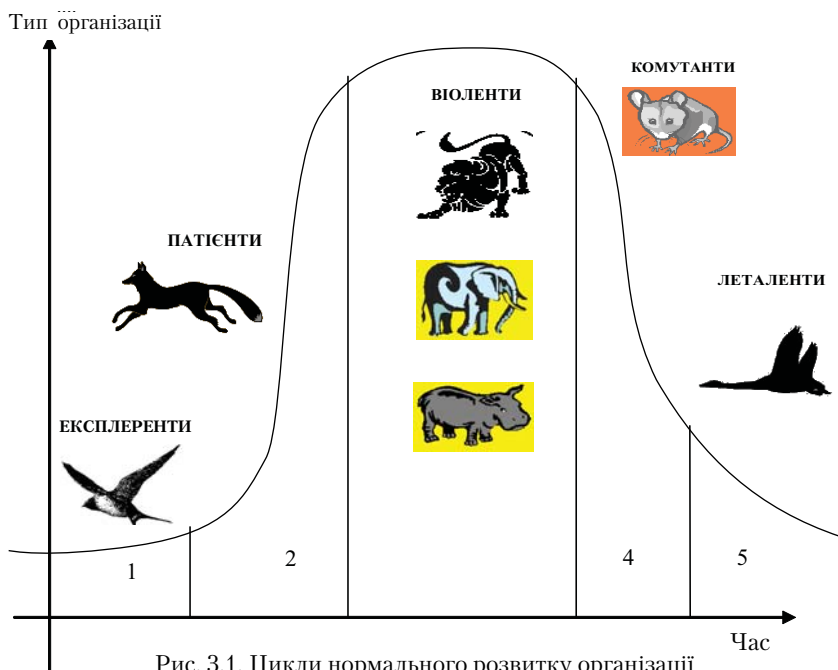 Тип організації
КОМУТАНТИ
ВІОЛЕНТИ
ПАТІЄНТИ
ЛЕТАЛЕНТИ
ЕКСПЛЕРЕНТИ
1
2
4
5
Час
Рис. 3.1. Цикли нормального розвитку організації